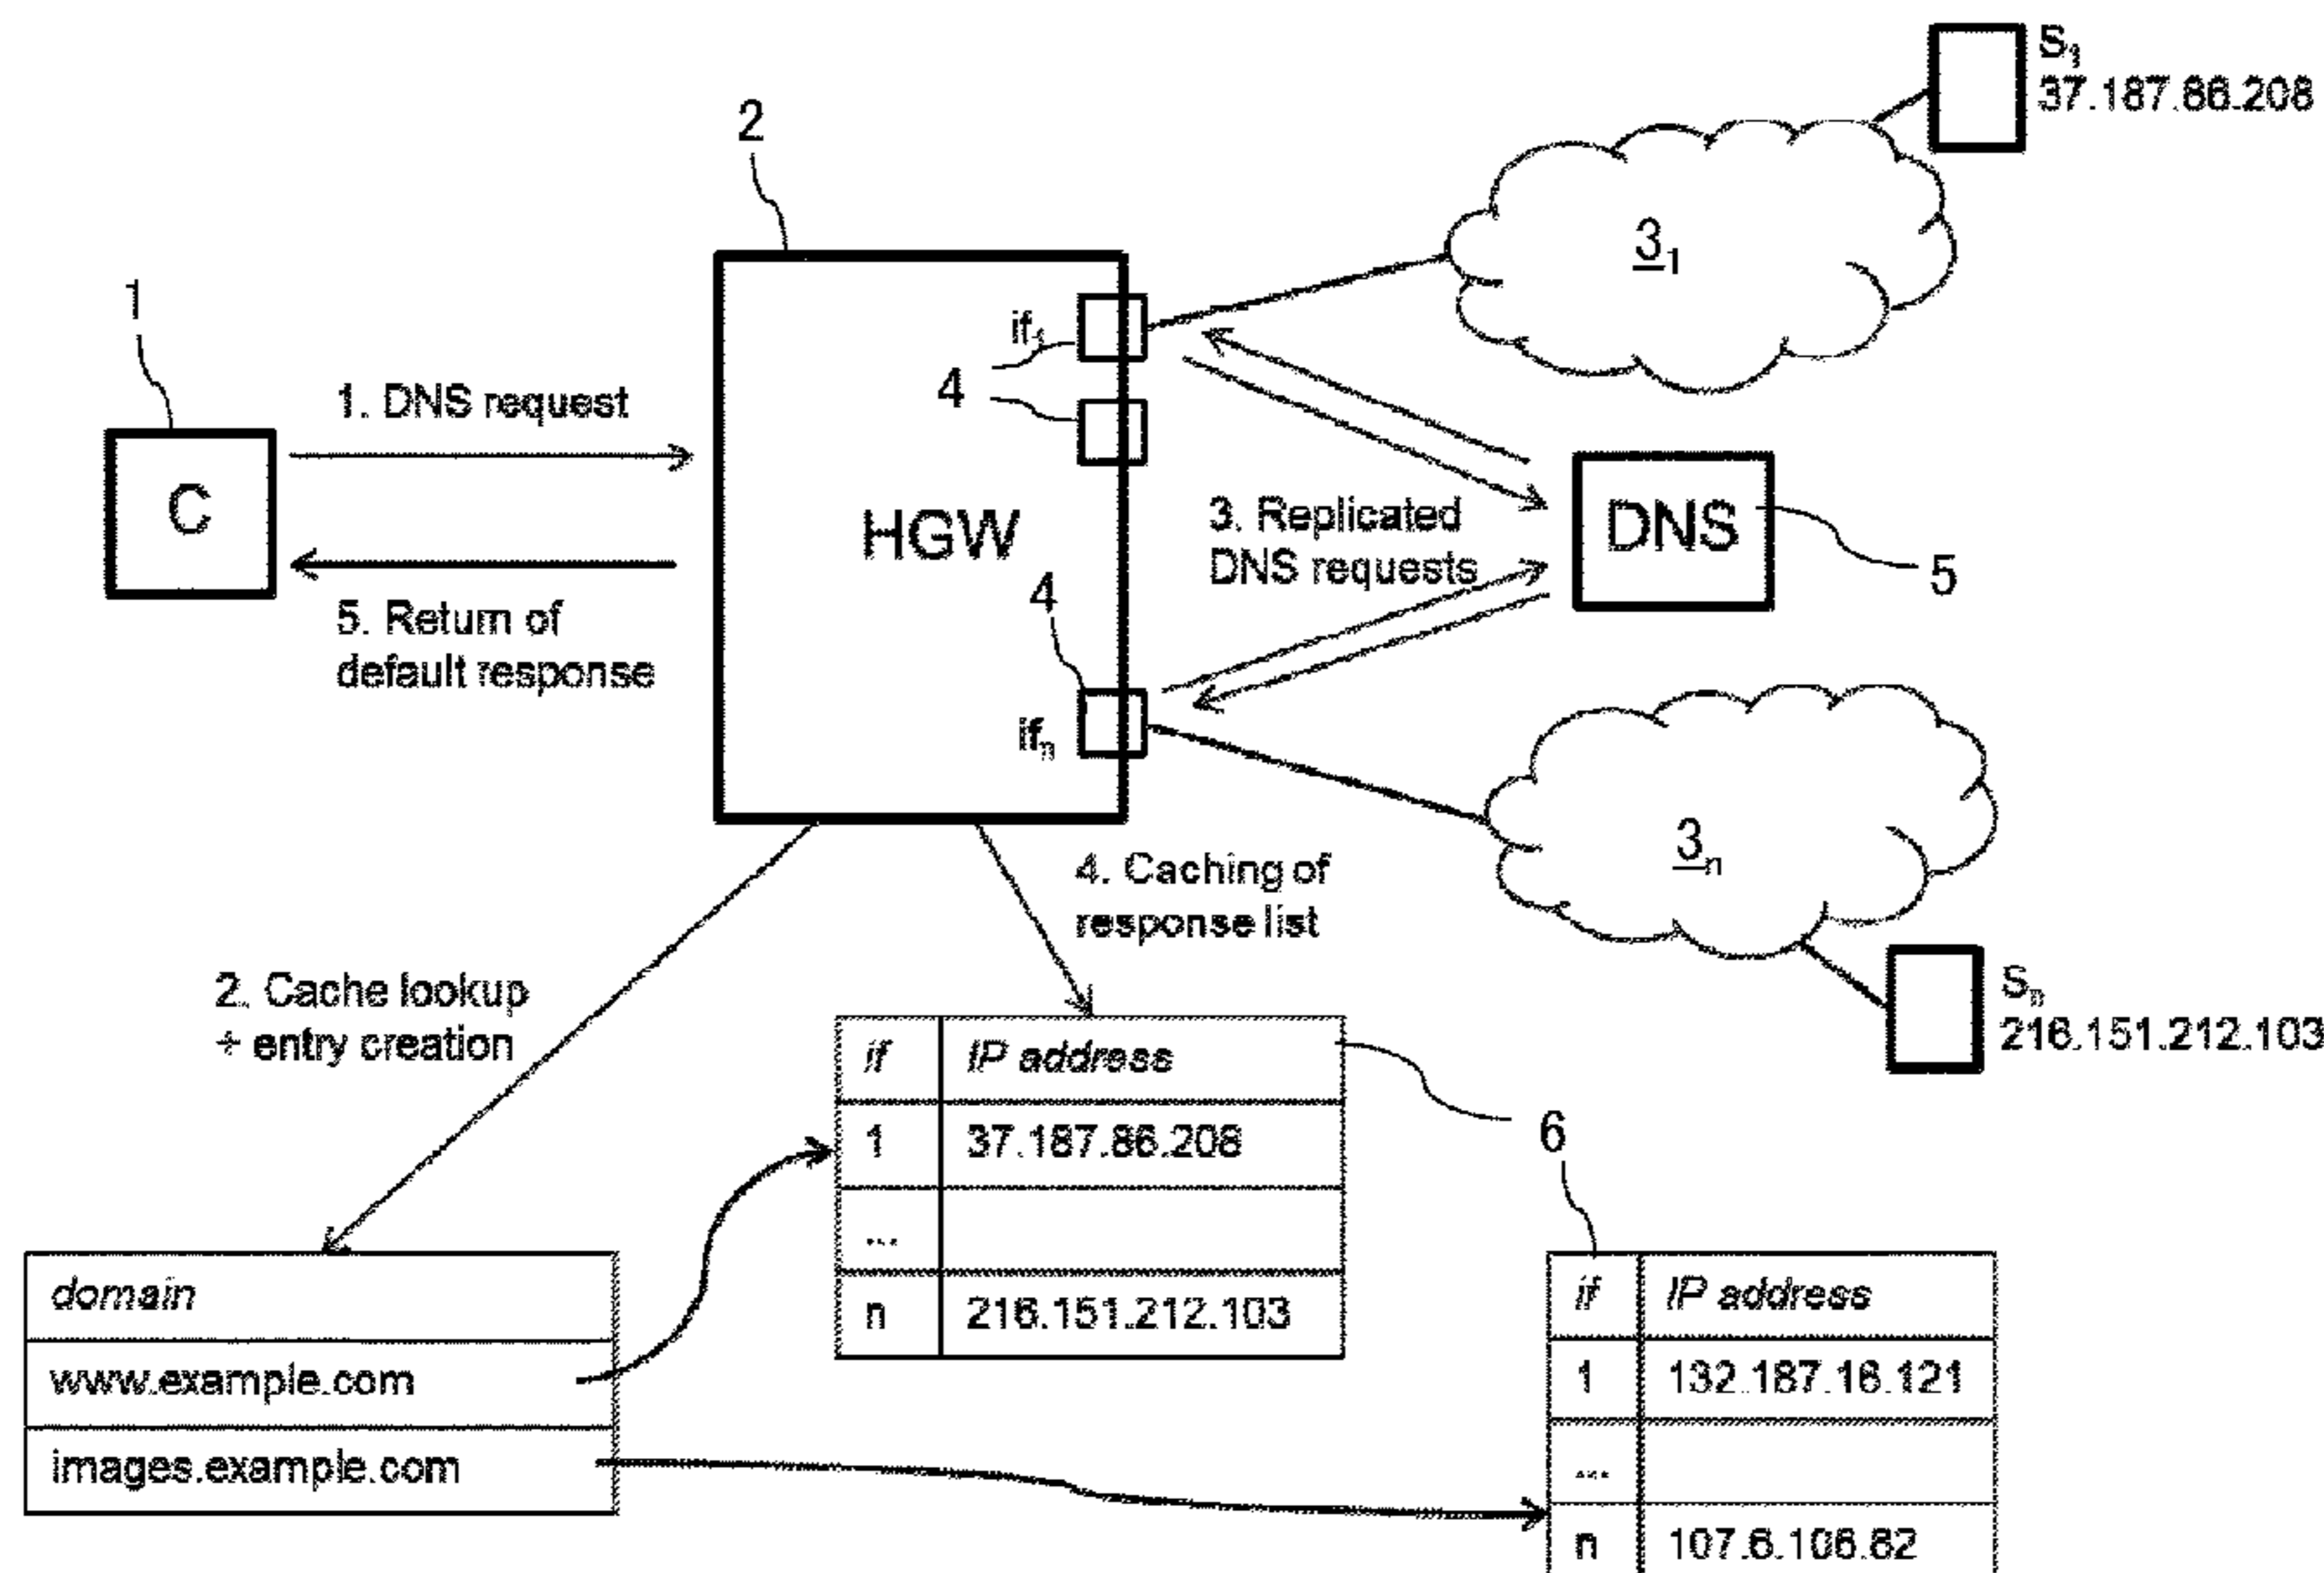 S₁
37.187.86.208
2
3₁
1
if₁
4
1. DNS request
C
HGW
3. Replicated
DNS requests
DNS
5
4
5. Return of
default response
ifₙ
3ₙ
4. Caching of
response list
2. Cache lookup
+ entry creation
Sₙ
216.151.212.103
if IP address
1 37.187.86.208
...
n 216.151.212.103
6
domain
www.example.com
images.example.com
if IP address
1 132.187.16.121
...
n 107.6.106.82